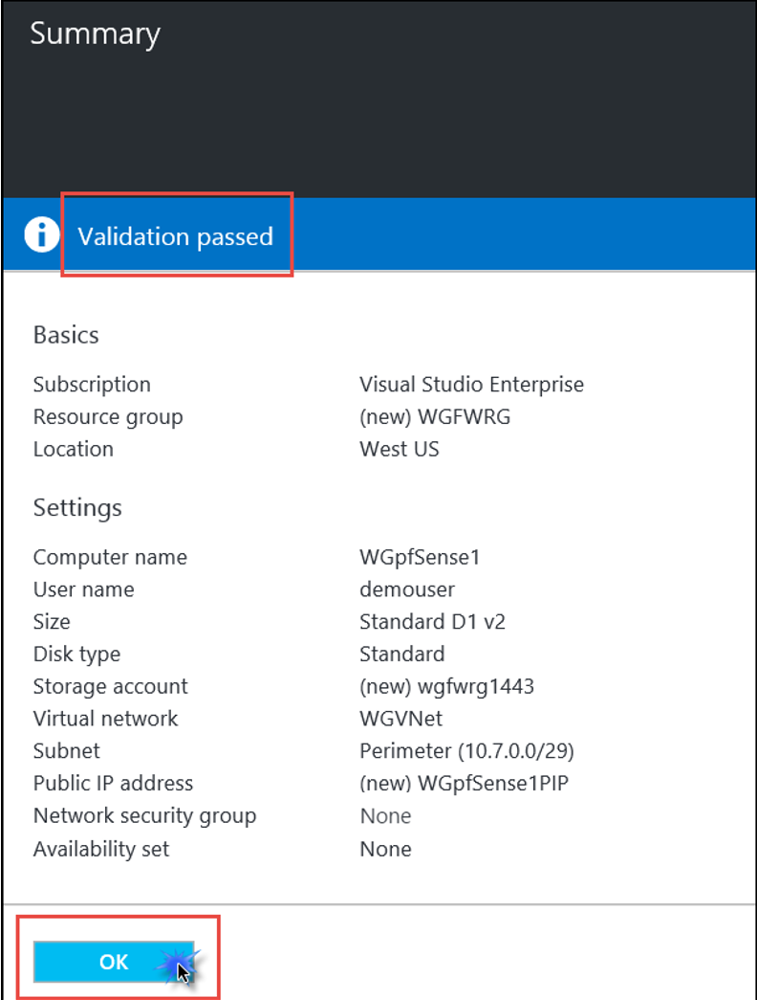 Summary
Validation passed
Basics
Subscription Visual Studio Enterprise
Resource group (new) WGFWRG
Location West US
Settings
Computer name WGpfSense1
User name demouser
Size Standard D1 v2
Disk type Standard
Storage account (new) wgfwrg1443
Virtual network WGVNet
Subnet Perimeter (10.7.0.0/29)
Public IP address (new) WGpfSense1PIP
Network security group None
Availability set None
OK